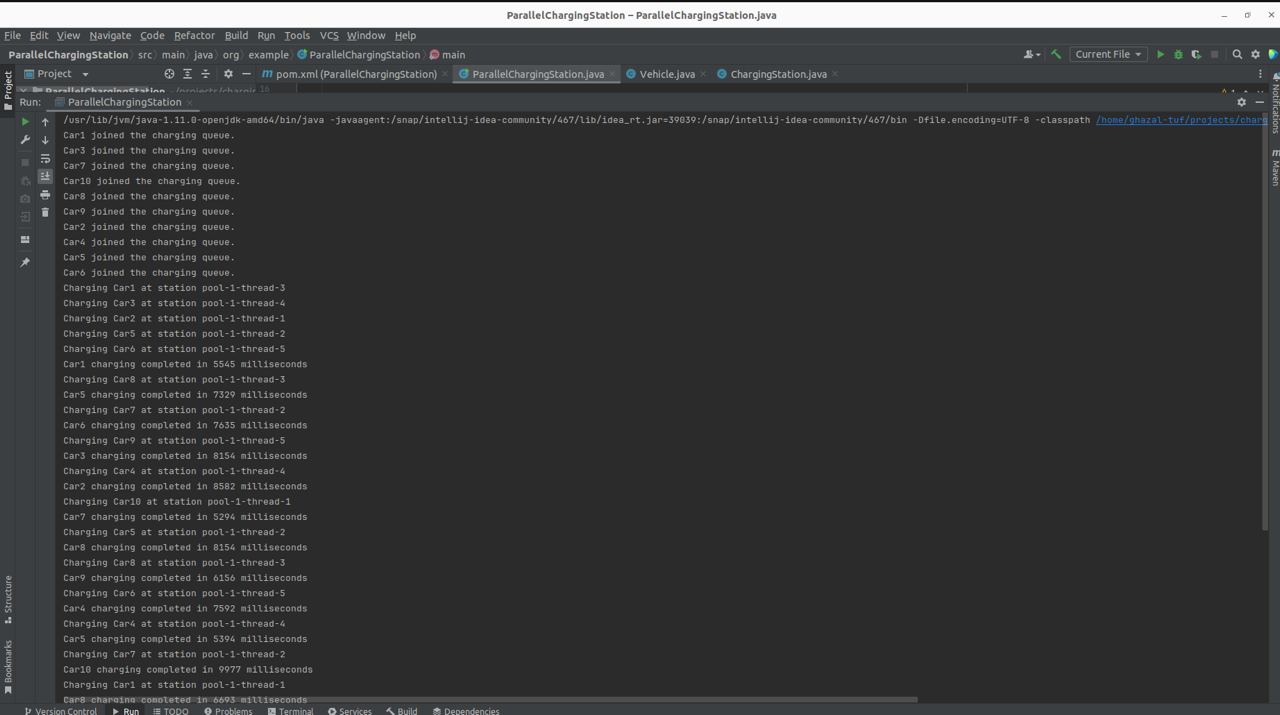 ParallelChargingStation – ParallelChargingStation.java
File Edit View Navigate Code Refactor Build Run Tools VCS Window Help
ParallelChargingStation src main java org example ParallelChargingStation main Current File
Project pom.xml (ParallelChargingStation) ParallelChargingStation.java Vehicle.java ChargingStation.java
Project
Notifications
Maven
Structure
Bookmarks
ParallelChargingStation
16
1
Run: ParallelChargingStation
/usr/lib/jvm/java-1.11.0-openjdk-amd64/bin/java -javaagent:/snap/intellij-idea-community/467/lib/idea_rt.jar=39039:/snap/intellij-idea-community/467/bin -Dfile.encoding=UTF-8 -classpath /home/ghazal-tuf/projects/charg
Car1 joined the charging queue.
Car3 joined the charging queue.
Car7 joined the charging queue.
Car10 joined the charging queue.
Car8 joined the charging queue.
Car9 joined the charging queue.
Car2 joined the charging queue.
Car4 joined the charging queue.
Car5 joined the charging queue.
Car6 joined the charging queue.
Charging Car1 at station pool-1-thread-3
Charging Car3 at station pool-1-thread-4
Charging Car2 at station pool-1-thread-1
Charging Car5 at station pool-1-thread-2
Charging Car6 at station pool-1-thread-5
Car1 charging completed in 5545 milliseconds
Charging Car8 at station pool-1-thread-3
Car5 charging completed in 7329 milliseconds
Charging Car7 at station pool-1-thread-2
Car6 charging completed in 7635 milliseconds
Charging Car9 at station pool-1-thread-5
Car3 charging completed in 8154 milliseconds
Charging Car4 at station pool-1-thread-4
Car2 charging completed in 8582 milliseconds
Charging Car10 at station pool-1-thread-1
Car7 charging completed in 5294 milliseconds
Charging Car5 at station pool-1-thread-2
Car8 charging completed in 8154 milliseconds
Charging Car8 at station pool-1-thread-3
Car9 charging completed in 6156 milliseconds
Charging Car6 at station pool-1-thread-5
Car4 charging completed in 7592 milliseconds
Charging Car4 at station pool-1-thread-4
Car5 charging completed in 5394 milliseconds
Charging Car7 at station pool-1-thread-2
Car10 charging completed in 9977 milliseconds
Charging Car1 at station pool-1-thread-1
Car8 charging completed in 6693 milliseconds
Version Control Run TODO Problems Terminal Services Build Dependencies